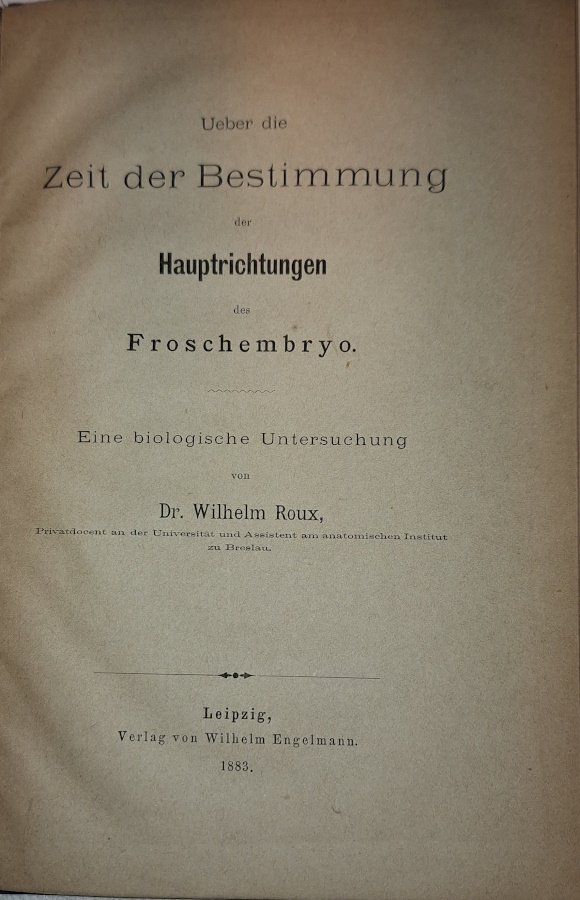 Ueber die
Zeit der Bestimmung
der
Hauptrichtungen
des
Froschembryo.
Eine biologische Untersuchung
von
Dr. Wilhelm Roux,
Privatdocent an der Universität und Assistent am anatomischen Institut
zu Breslau.
Leipzig,
Verlag von Wilhelm Engelmann.
1883.